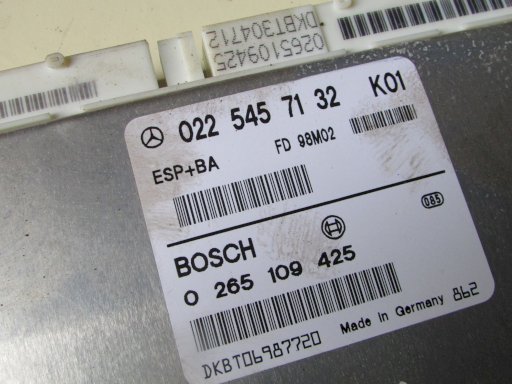 0265109425
DKBT304712
022 545 71 32 K01
ESP+BA FD 98M02
BOSCH
085
0 265 109 425
DKBT06987720 Made in Germany 862